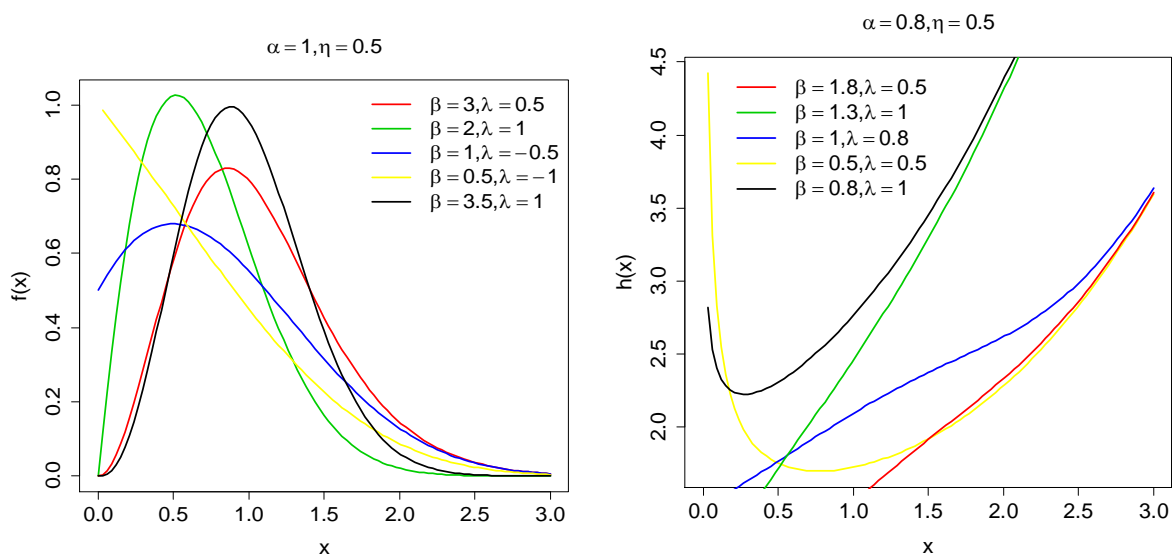 α = 1, η = 0.5
f(x)
0.0
0.2
0.4
0.6
0.8
1.0
β = 3, λ = 0.5
β = 2, λ = 1
β = 1, λ = −0.5
β = 0.5, λ = −1
β = 3.5, λ = 1
0.0 0.5 1.0 1.5 2.0 2.5 3.0
x
α = 0.8, η = 0.5
h(x)
4.5
4.0
3.5
3.0
2.5
2.0
β = 1.8, λ = 0.5
β = 1.3, λ = 1
β = 1, λ = 0.8
β = 0.5, λ = 0.5
β = 0.8, λ = 1
0.0 0.5 1.0 1.5 2.0 2.5 3.0
x